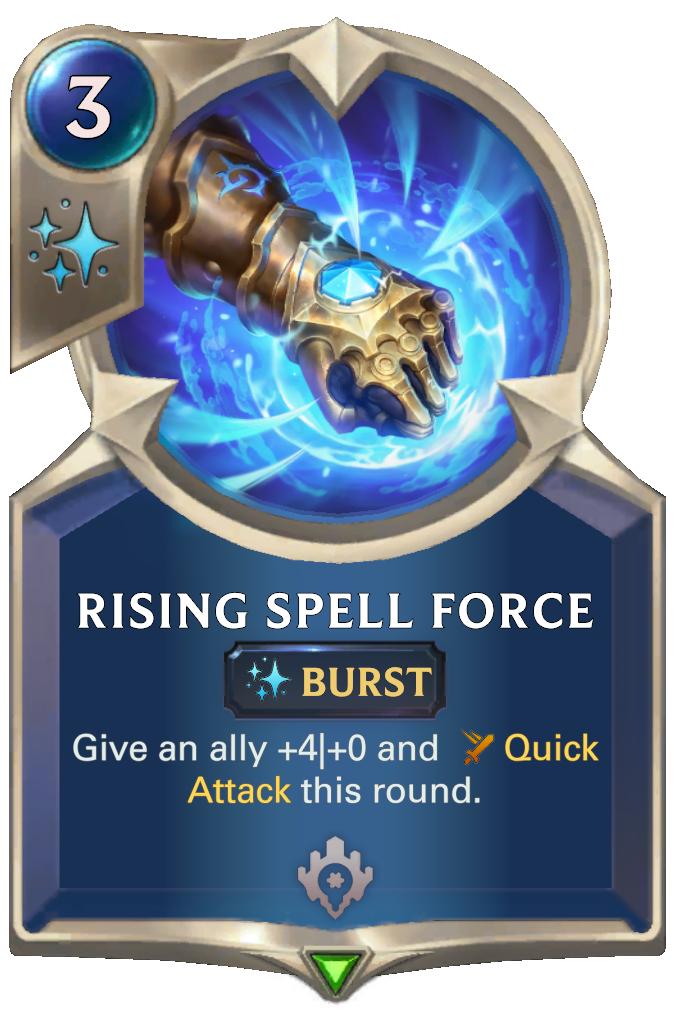 3
RISING SPELL FORCE
BURST
Give an ally +4|+0 and Quick
Attack this round.